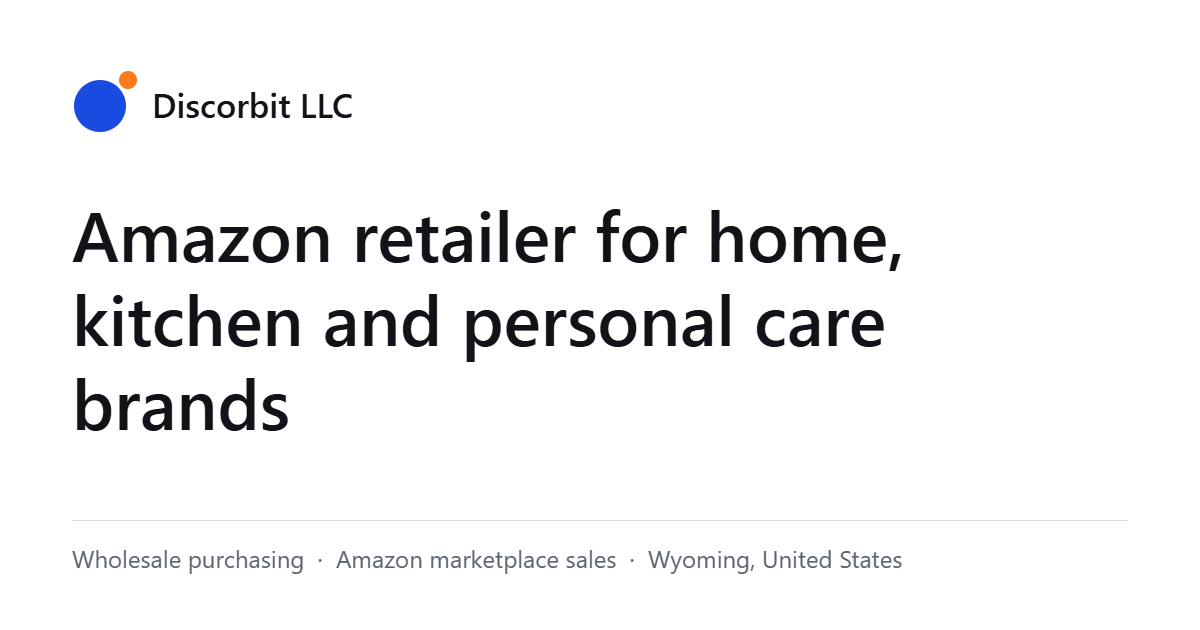 Discorbit LLC
Amazon retailer for home,
kitchen and personal care
brands
Wholesale purchasing · Amazon marketplace sales · Wyoming, United States